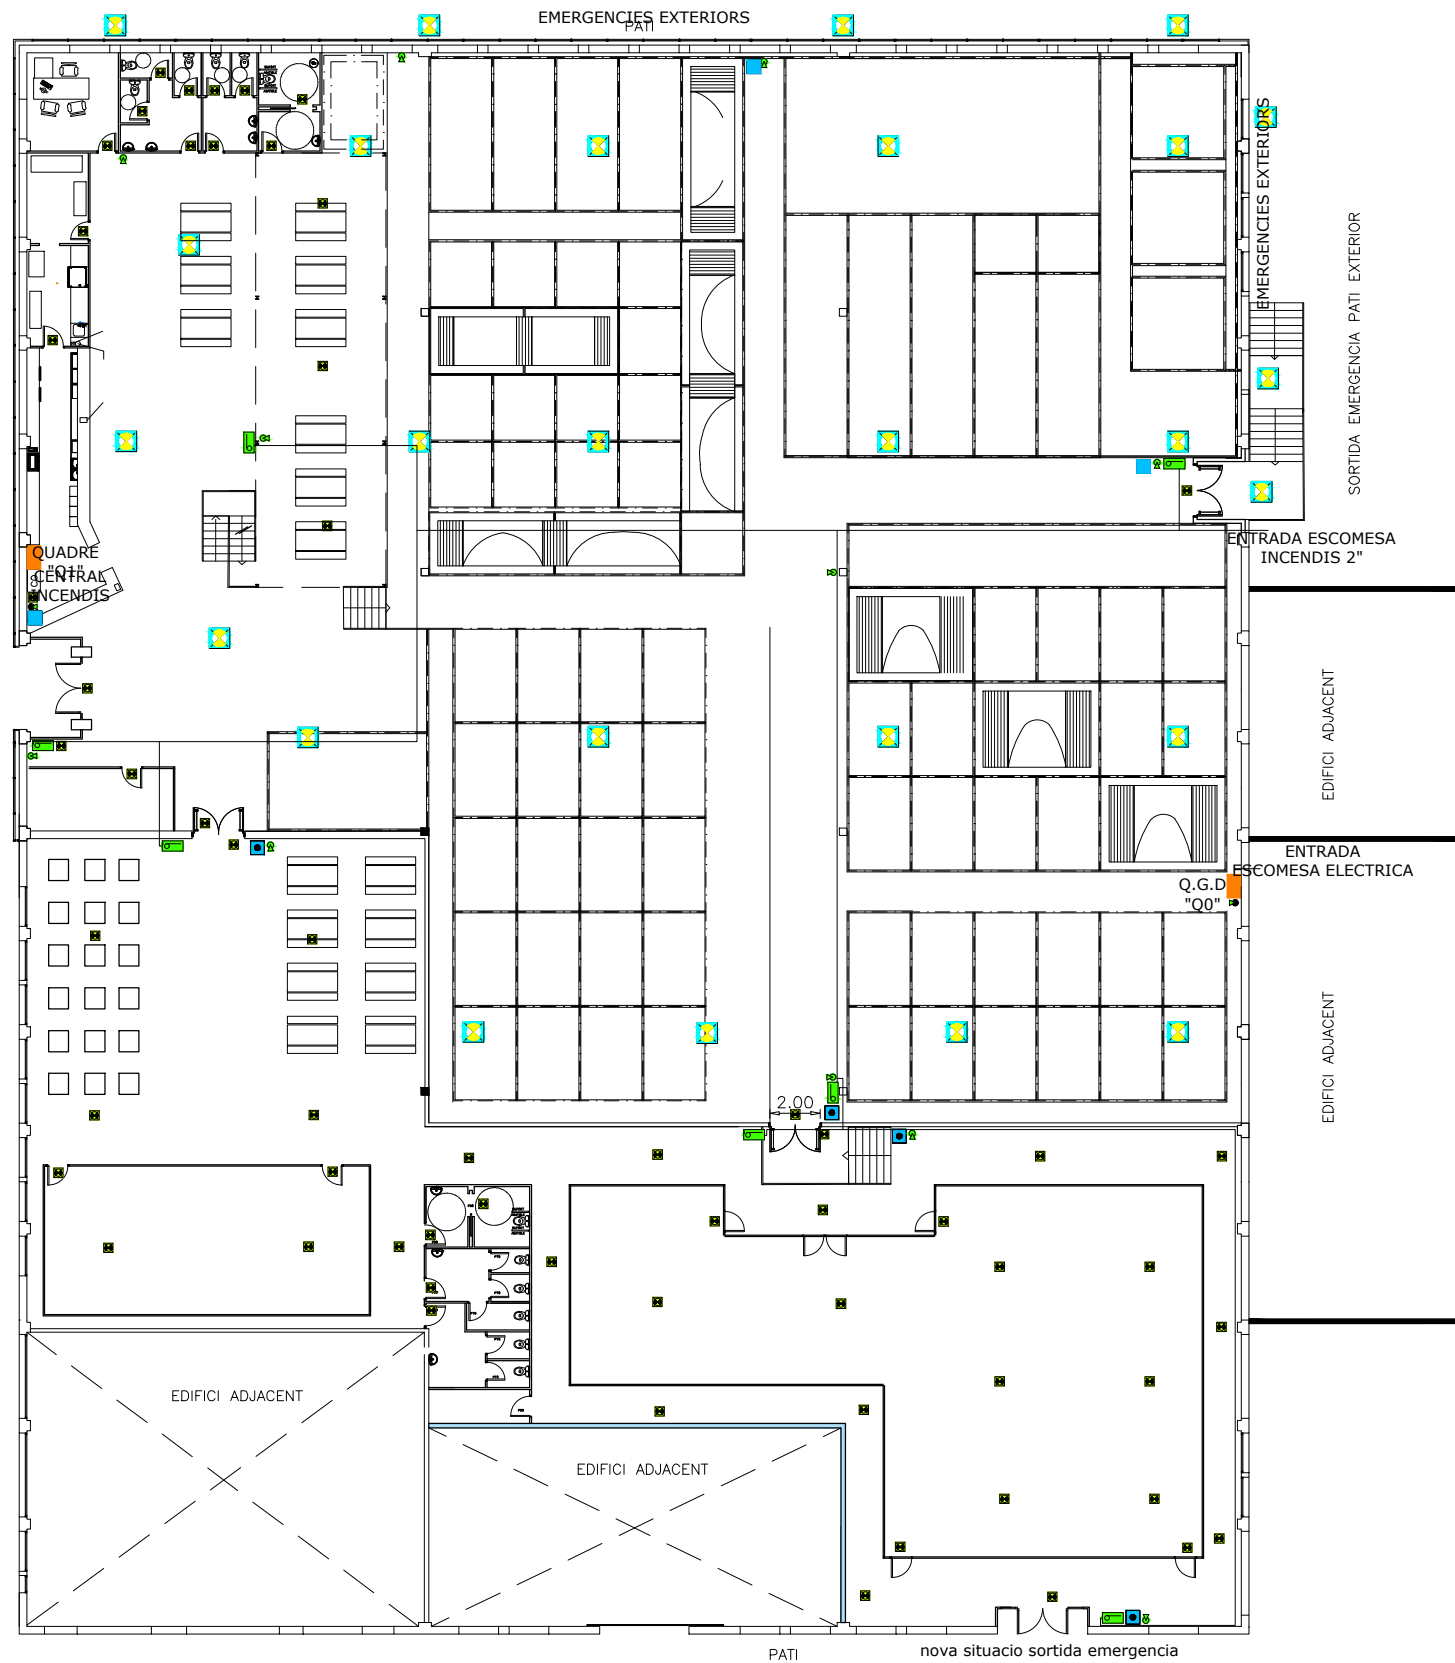 EMERGENCIES EXTERIORS
PATI
EMERGENCIES EXTERIORS
SORTIDA EMERGENCIA PATI EXTERIOR
QUADRE
"Q1"
CENTRAL
INCENDIS
ENTRADA ESCOMESA
INCENDIS 2"
EDIFICI ADJACENT
ENTRADA
ESCOMESA ELECTRICA
Q.G.D
"Q0"
EDIFICI ADJACENT
2.00
EDIFICI ADJACENT
EDIFICI ADJACENT
nova situacio sortida emergencia
PATI